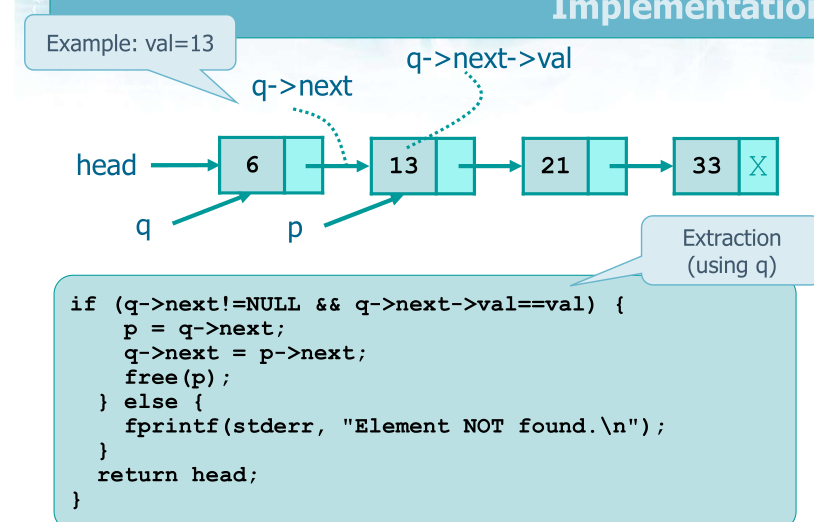 Implementation
Example: val=13
q->next->val
q->next
head
6
13
21
33
X
q
p
Extraction
(using q)
if (q->next!=NULL && q->next->val==val) {
    p = q->next;
    q->next = p->next;
    free(p);
  } else {
    fprintf(stderr, "Element NOT found.\n");
  }
  return head;
}